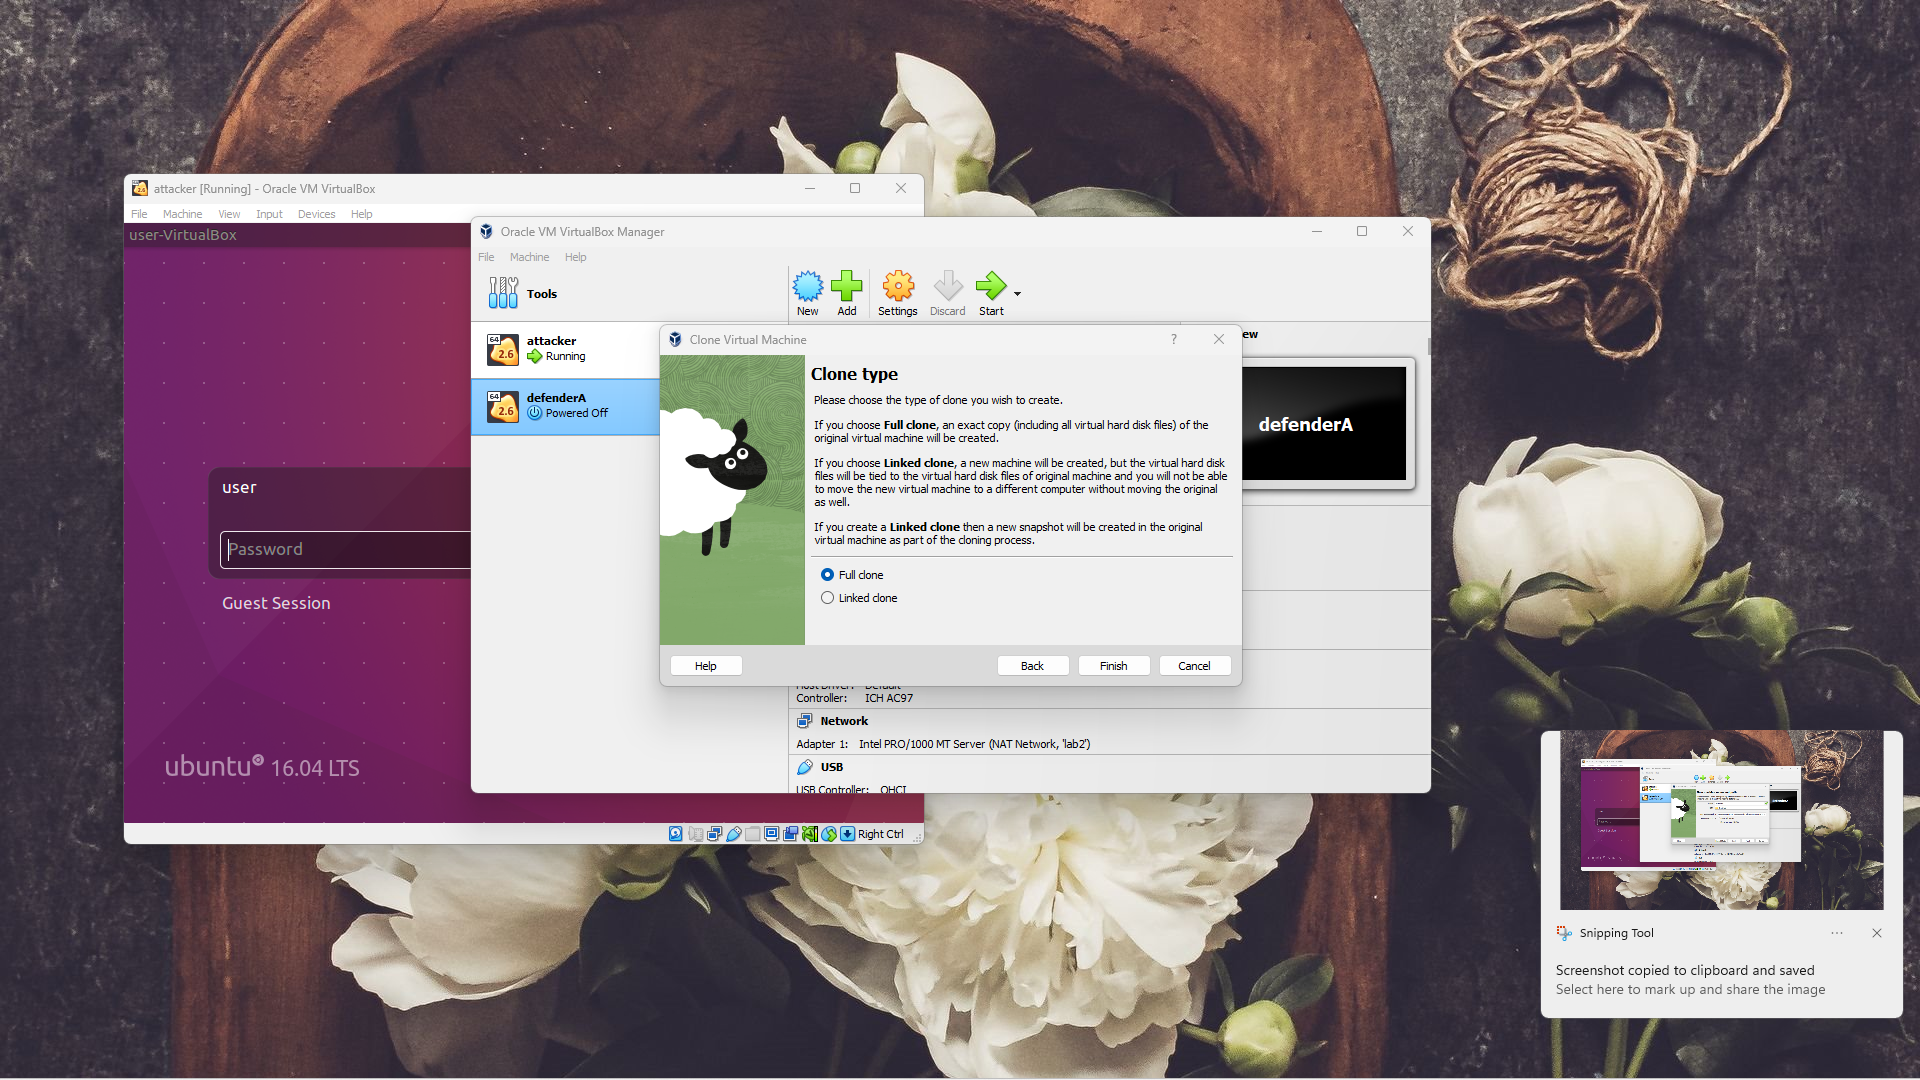 attacker [Running] - Oracle VM VirtualBox
File Machine View Input Devices Help
user-VirtualBox
user
Password
Guest Session
ubuntu 16.04 LTS
Right Ctrl
Oracle VM VirtualBox Manager
File Machine Help
Tools
New Add Settings Discard Start
64
2.6
attacker
Running
64
2.6
defenderA
Powered Off
ew
defenderA
Clone Virtual Machine
?
Clone type
Please choose the type of clone you wish to create.
If you choose Full clone, an exact copy (including all virtual hard disk files) of the
original virtual machine will be created.
If you choose Linked clone, a new machine will be created, but the virtual hard disk
files will be tied to the virtual hard disk files of original machine and you will not be able
to move the new virtual machine to a different computer without moving the original
as well.
If you create a Linked clone then a new snapshot will be created in the original
virtual machine as part of the cloning process.
Full clone
Linked clone
Help Back Finish Cancel
Host Driver: Default
Controller: ICH AC97
Network
Adapter 1: Intel PRO/1000 MT Server (NAT Network, 'lab2')
USB
USB Controller: OHCI
Snipping Tool
Screenshot copied to clipboard and saved
Select here to mark up and share the image